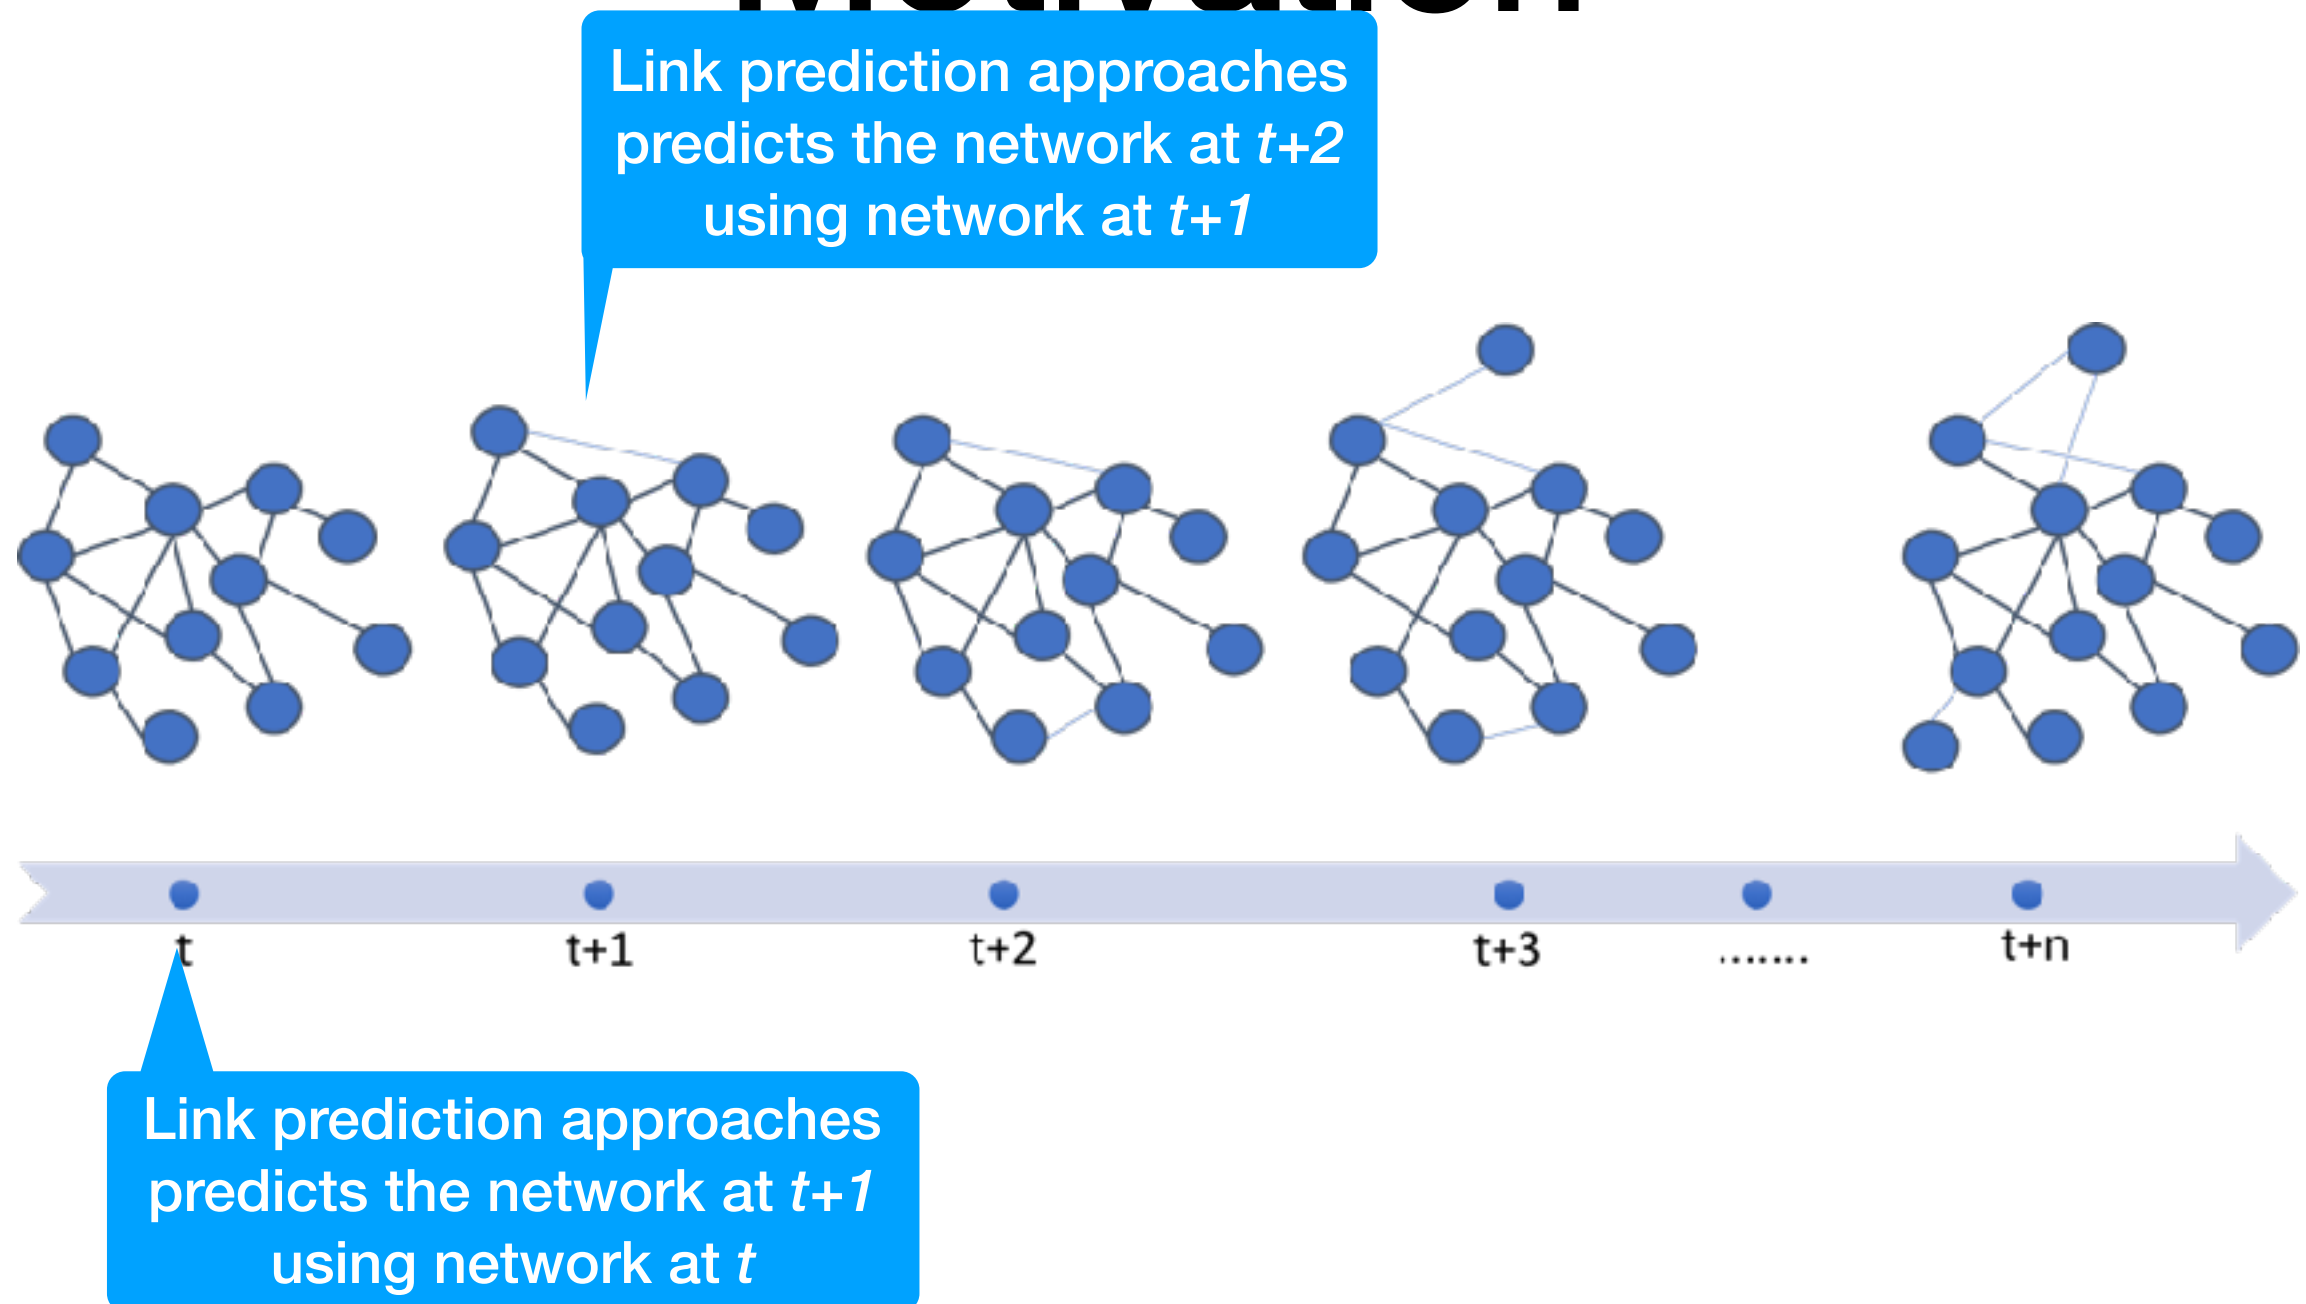 Motivation
Link prediction approaches
predicts the network at t+2
using network at t+1
t
t+1
t+2
t+3
.......
t+n
Link prediction approaches
predicts the network at t+1
using network at t